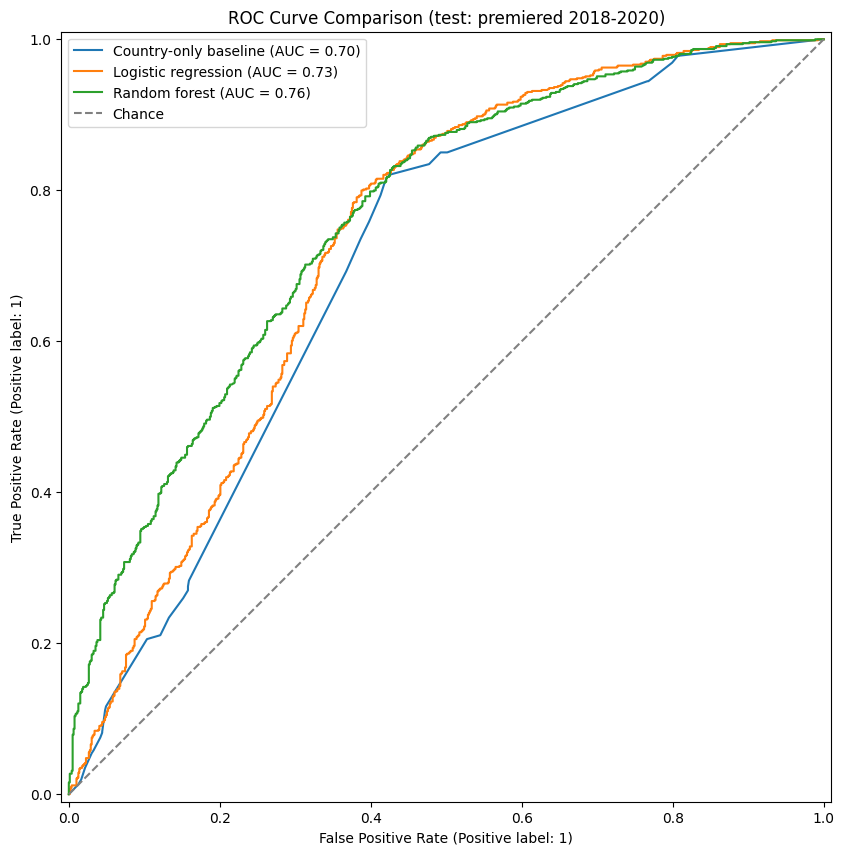 ROC Curve Comparison (test: premiered 2018-2020)
Country-only baseline (AUC = 0.70)
Logistic regression (AUC = 0.73)
Random forest (AUC = 0.76)
Chance
True Positive Rate (Positive label: 1)
1.0
0.8
0.6
0.4
0.2
0.0
0.0 0.2 0.4 0.6 0.8 1.0
False Positive Rate (Positive label: 1)